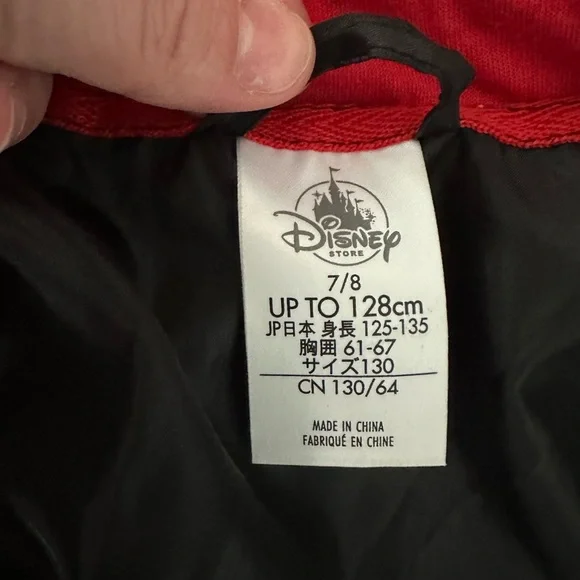 Disney
STORE
7/8
UP TO 128cm
JP日本 身長 125-135
胸囲 61-67
サイズ130
CN 130/64
MADE IN CHINA
FABRIQUÉ EN CHINE